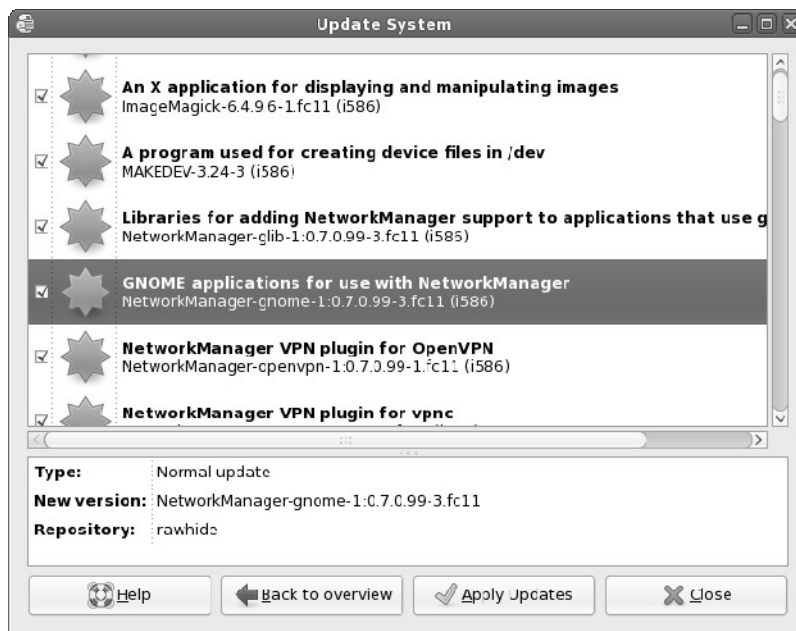 Update System
An X application for displaying and manipulating images
ImageMagick-6.4.9 6-1.fc11 (i586)
A program used for creating device files in /dev
MAKEDEV-3.24-3 (i586)
Libraries for adding NetworkManager support to applications that use g
NetworkManager-glib-1:0.7.0.99-3.fc11 (i586)
GNOME applications for use with NetworkManager
NetworkManager-gnome-1:0.7.0.99-3.fc11 (i586)
NetworkManager VPN plugin for OpenVPN
NetworkManager-openvpn-1:0.7.0.99-1.fc11 (i586)
NetworkManager VPN plugin for vpnc
Type: Normal update
New version: NetworkManager-gnome-1:0.7.0.99-3.fc11
Repository: rawhide
Help
Back to overview
Apply Updates
Close